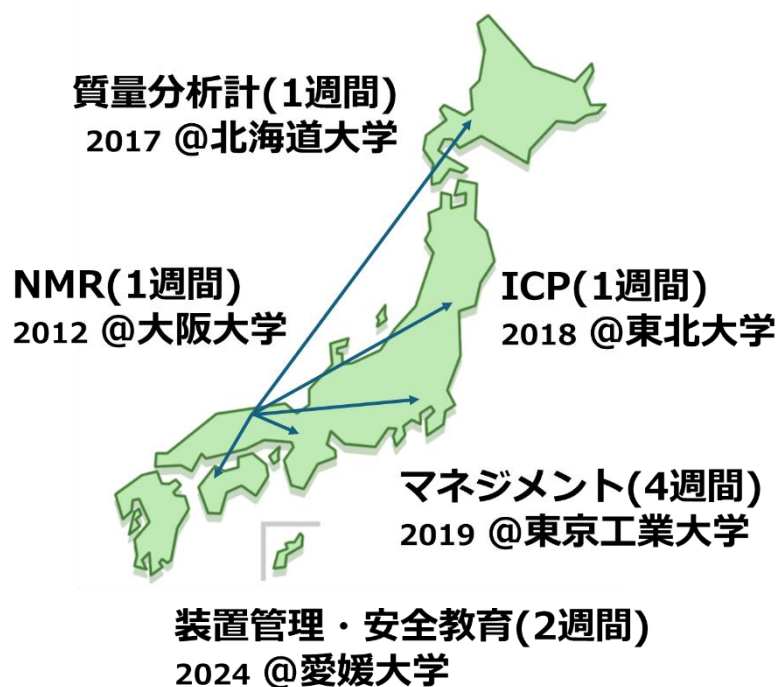 質量分析計(1週間)
2017 @北海道大学
NMR(1週間)
2012 @大阪大学
ICP(1週間)
2018 @東北大学
マネジメント(4週間)
2019 @東京工業大学
装置管理・安全教育(2週間)
2024 @愛媛大学